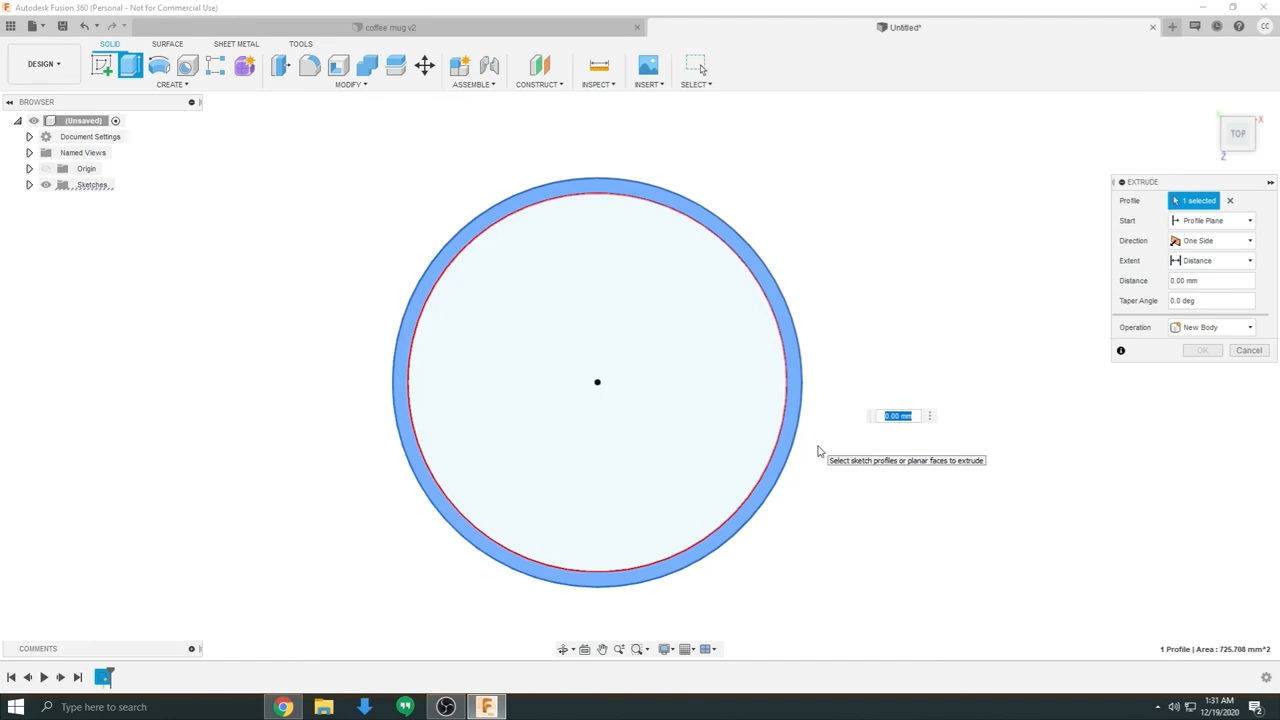 Autodesk Fusion 360 (Personal - Not for Commercial Use)
coffee mug v2
Untitled*
CC
SOLID
SURFACE
SHEET METAL
TOOLS
DESIGN
CREATE
MODIFY
ASSEMBLE
CONSTRUCT
INSPECT
INSERT
SELECT
BROWSER
(Unsaved)
Document Settings
Named Views
Origin
Sketches
X
TOP
Z
EXTRUDE
Profile
1 selected
Start
Profile Plane
Direction
One Side
Extent
Distance
Distance
0.00 mm
Taper Angle
0.0 deg
Operation
New Body
OK
Cancel
0.00 mm
Select sketch profiles or planar faces to extrude
COMMENTS
1 Profile | Area : 725.708 mm^2
Type here to search
1:31 AM
12/19/2020
2